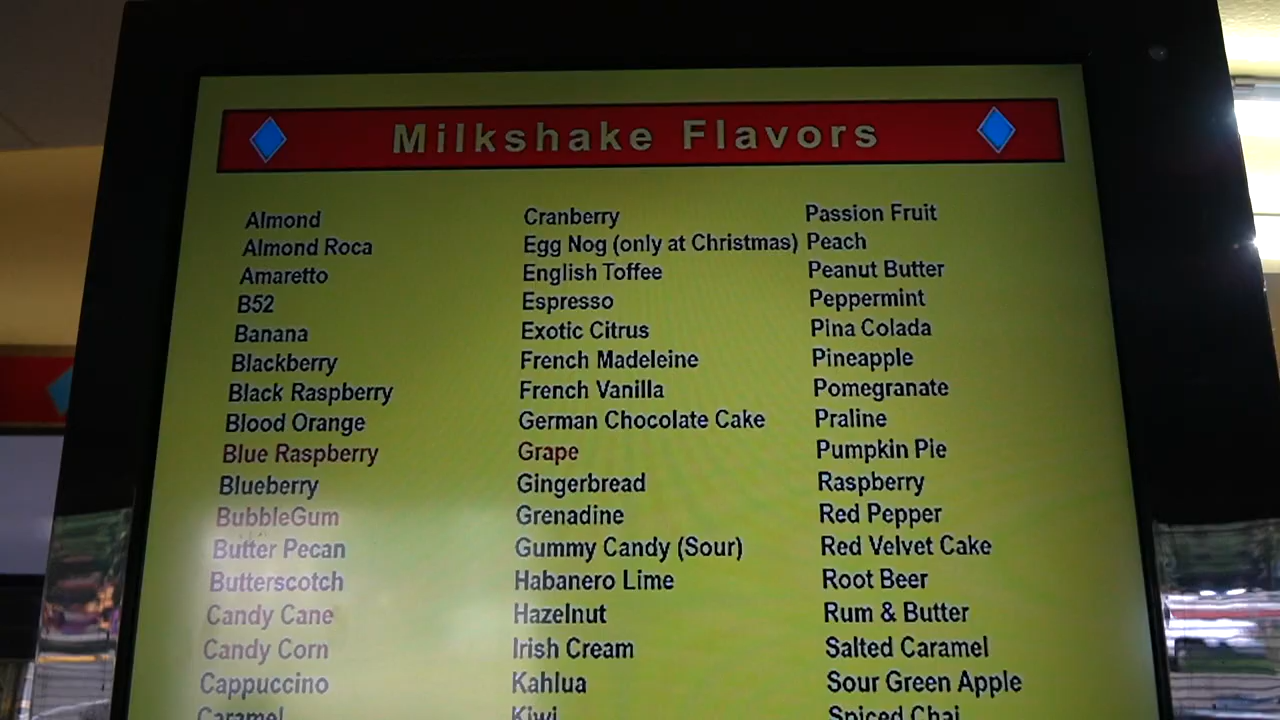 Milkshake Flavors
Almond
Almond Roca
Amaretto
B52
Banana
Blackberry
Black Raspberry
Blood Orange
Blue Raspberry
Blueberry
BubbleGum
Butter Pecan
Butterscotch
Candy Cane
Candy Corn
Cappuccino
Caramel
Cranberry
Egg Nog (only at Christmas)
English Toffee
Espresso
Exotic Citrus
French Madeleine
French Vanilla
German Chocolate Cake
Grape
Gingerbread
Grenadine
Gummy Candy (Sour)
Habanero Lime
Hazelnut
Irish Cream
Kahlua
Kiwi
Passion Fruit
Peach
Peanut Butter
Peppermint
Pina Colada
Pineapple
Pomegranate
Praline
Pumpkin Pie
Raspberry
Red Pepper
Red Velvet Cake
Root Beer
Rum & Butter
Salted Caramel
Sour Green Apple
Spiced Chai